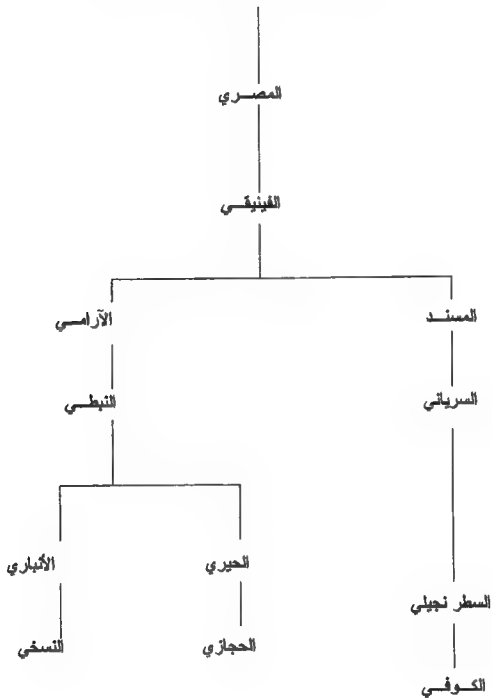 المصري
الفينيقي
المسند
الآرامي
السرياني
النبطي
الحيري
الأنباري
السطر نجيلي
الحجازي
النسخي
الكوفي